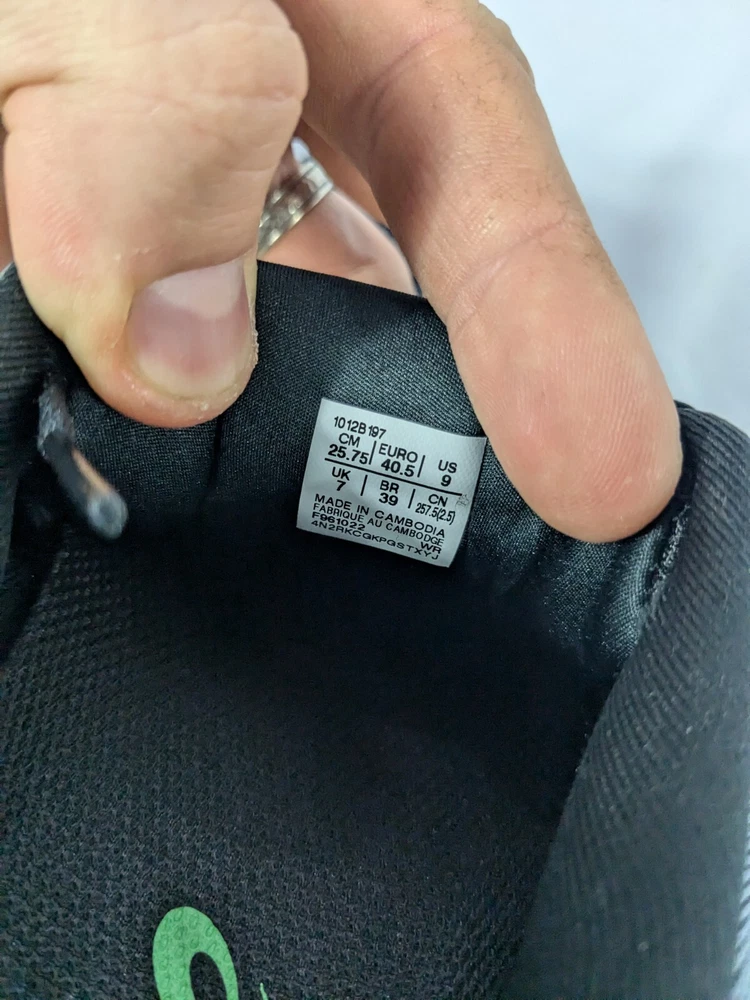 1012B197
CM 25.75 | EURO 40.5 | US 9
UK 7 | BR 39 | CN 257.5(2.5)
MADE IN CAMBODIA
FABRIQUE AU CAMBODGE
F961022 WR
4N2RKCGKPGSTXYJ